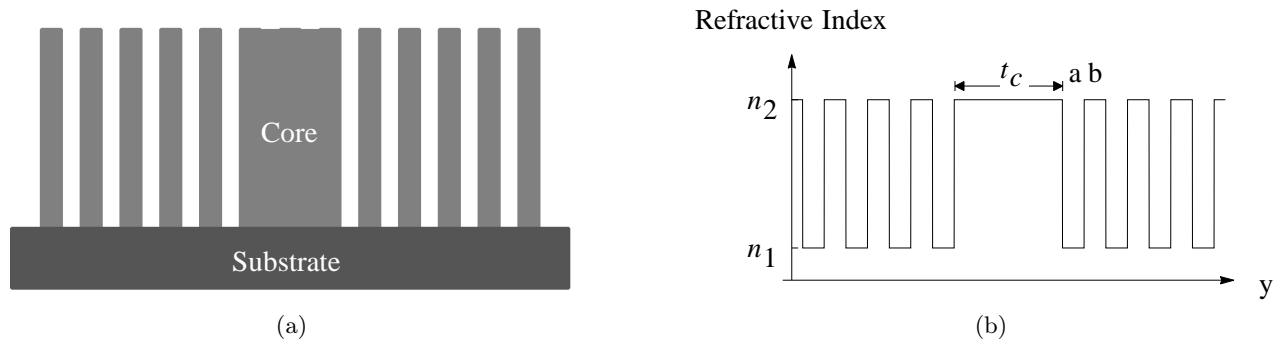 Core
Substrate
(a)
Refractive Index
t_c
a b
n_2
n_1
y
(b)